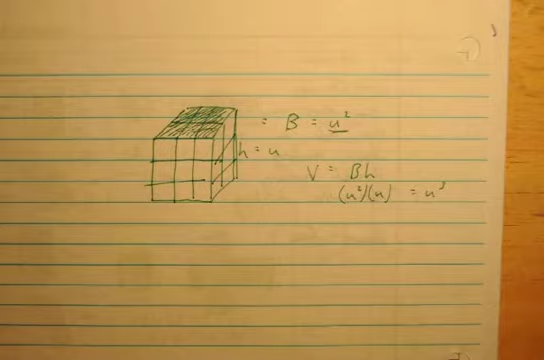 = B = u²
h = u
V = Bh
(u²)(u) = u³